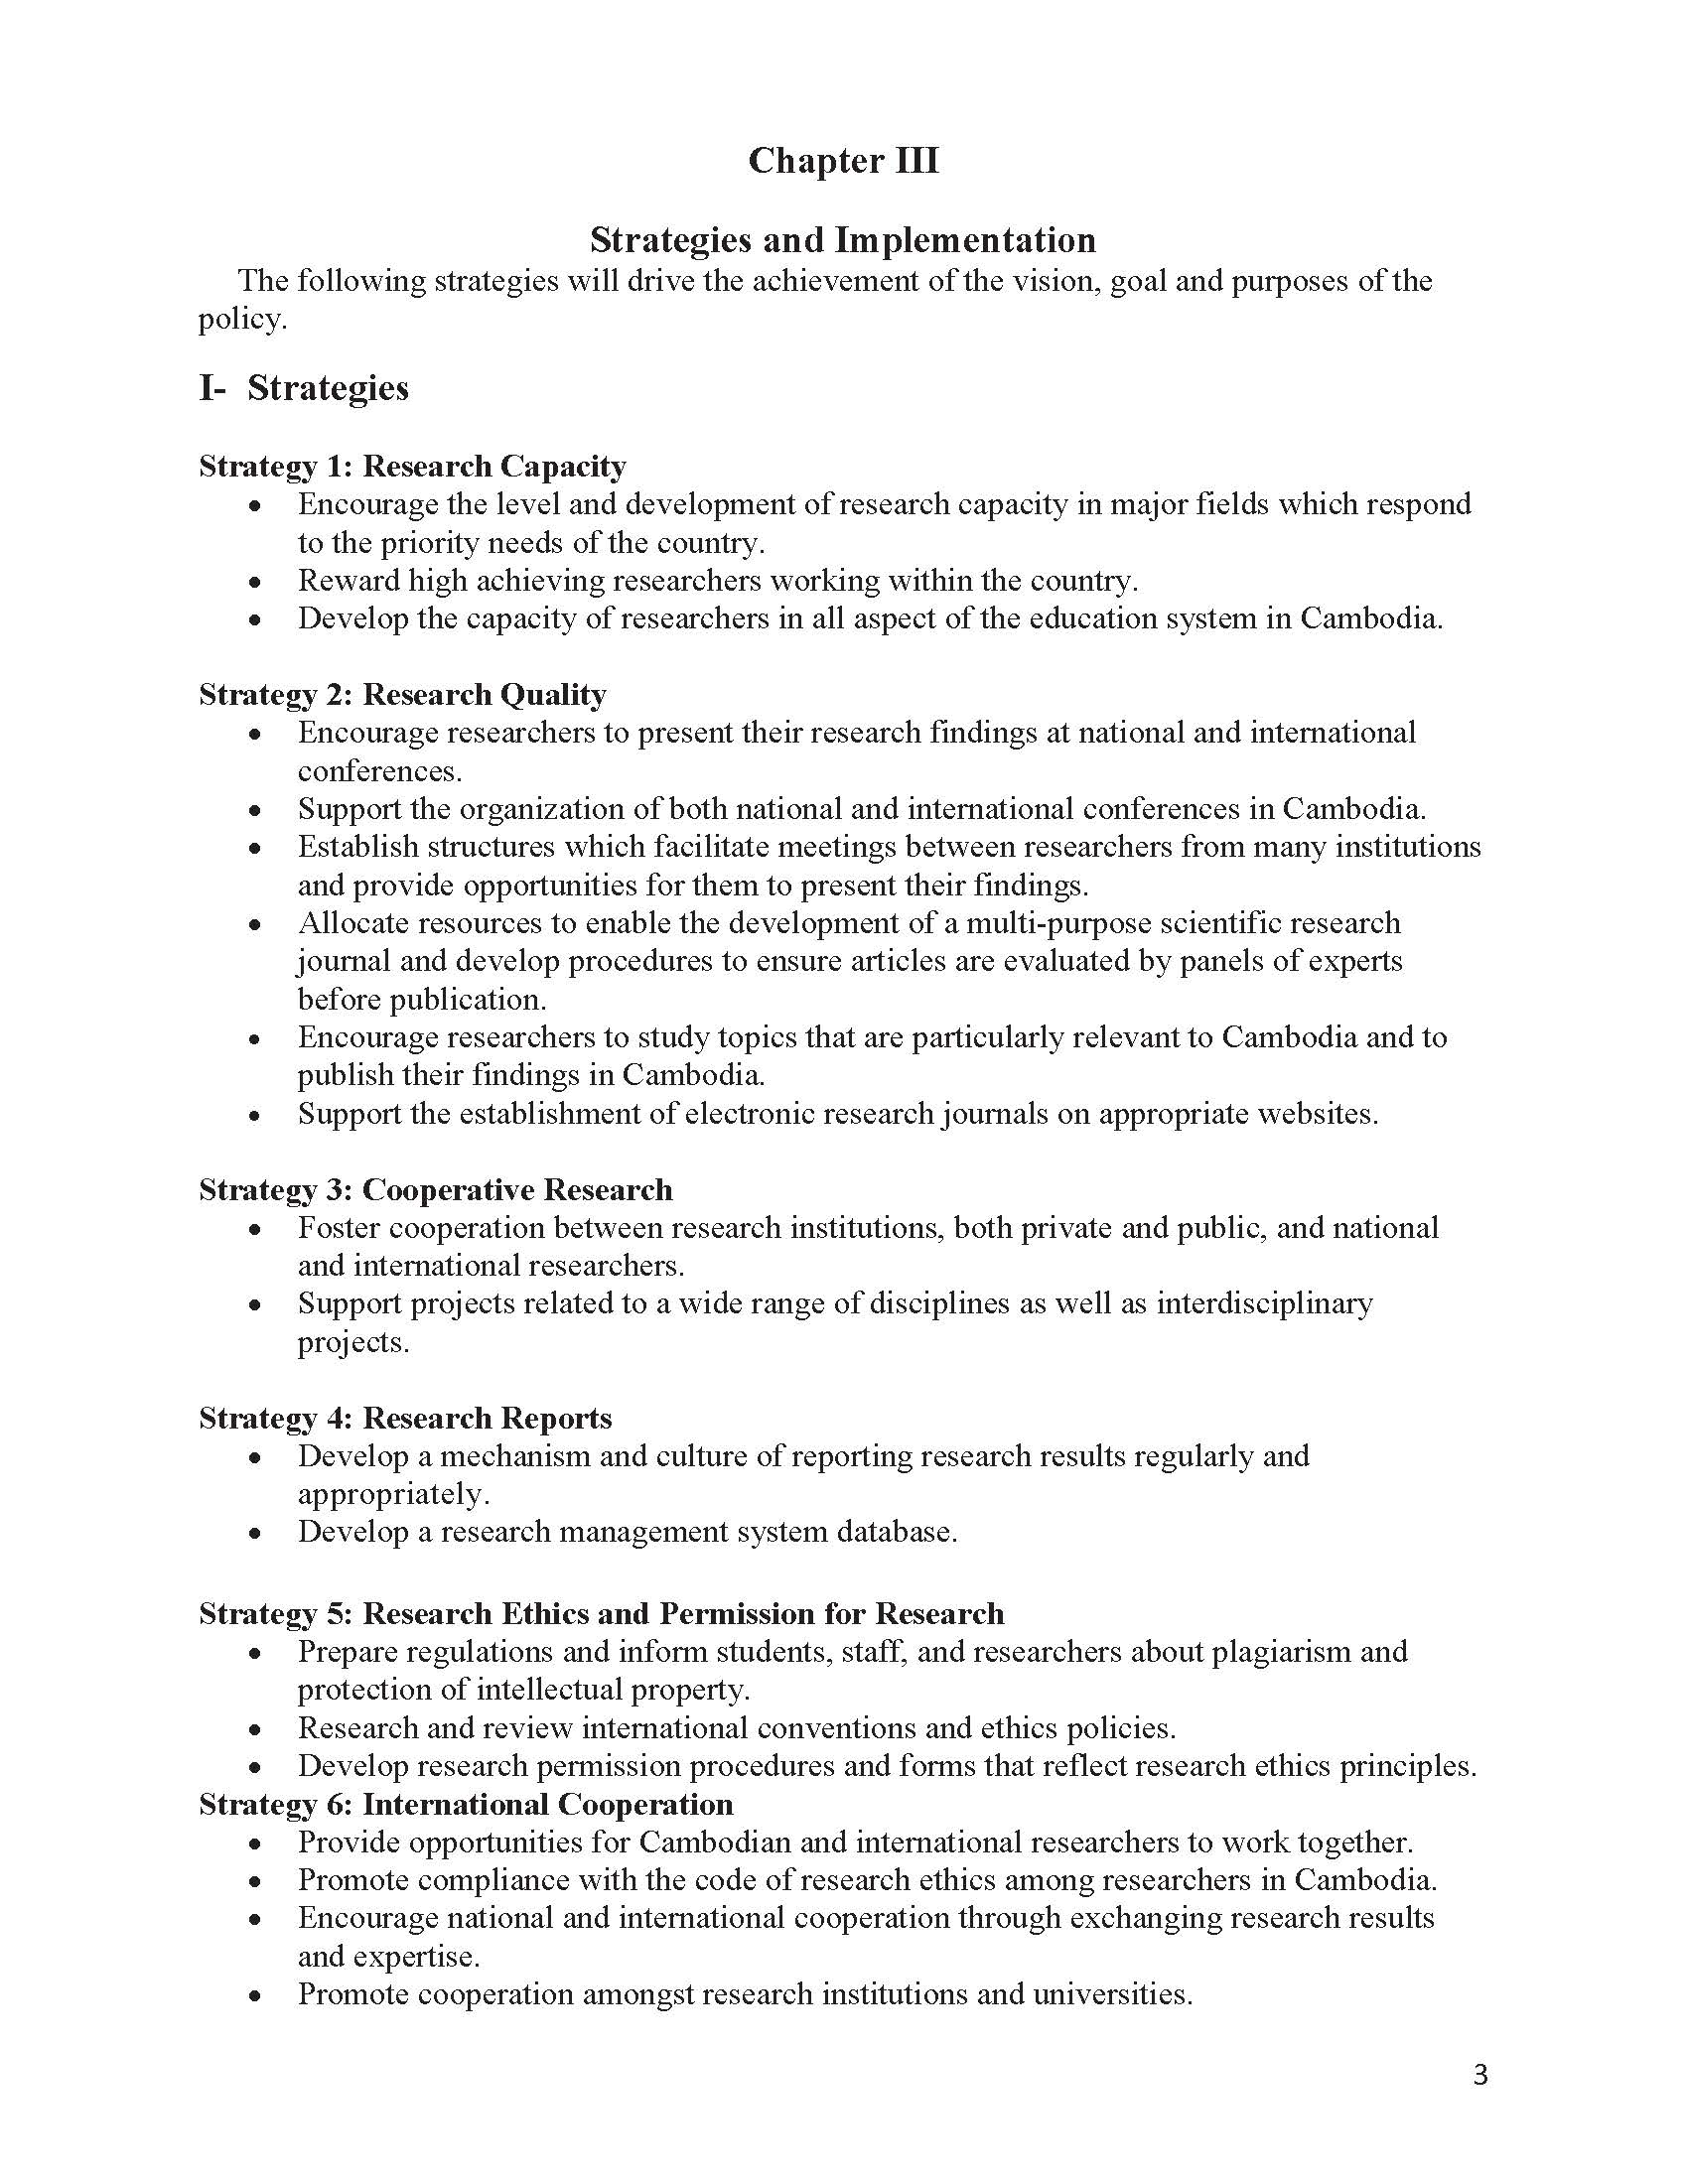 Chapter III
Strategies and Implementation
The following strategies will drive the achievement of the vision, goal and purposes of the
policy.
I- Strategies
Strategy 1: Research Capacity
• Encourage the level and development of research capacity in major fields which respond
to the priority needs of the country.
• Reward high achieving researchers working within the country.
• Develop the capacity of researchers in all aspect of the education system in Cambodia.
Strategy 2: Research Quality
• Encourage researchers to present their research findings at national and international
conferences.
• Support the organization of both national and international conferences in Cambodia.
• Establish structures which facilitate meetings between researchers from many institutions
and provide opportunities for them to present their findings.
• Allocate resources to enable the development of a multi-purpose scientific research
journal and develop procedures to ensure articles are evaluated by panels of experts
before publication.
• Encourage researchers to study topics that are particularly relevant to Cambodia and to
publish their findings in Cambodia.
• Support the establishment of electronic research journals on appropriate websites.
Strategy 3: Cooperative Research
• Foster cooperation between research institutions, both private and public, and national
and international researchers.
• Support projects related to a wide range of disciplines as well as interdisciplinary
projects.
Strategy 4: Research Reports
• Develop a mechanism and culture of reporting research results regularly and
appropriately.
• Develop a research management system database.
Strategy 5: Research Ethics and Permission for Research
• Prepare regulations and inform students, staff, and researchers about plagiarism and
protection of intellectual property.
• Research and review international conventions and ethics policies.
• Develop research permission procedures and forms that reflect research ethics principles.
Strategy 6: International Cooperation
• Provide opportunities for Cambodian and international researchers to work together.
• Promote compliance with the code of research ethics among researchers in Cambodia.
• Encourage national and international cooperation through exchanging research results
and expertise.
• Promote cooperation amongst research institutions and universities.
3